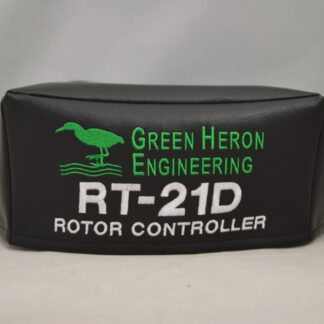 GREEN HERON
ENGINEERING
RT-21D
ROTOR CONTROLLER